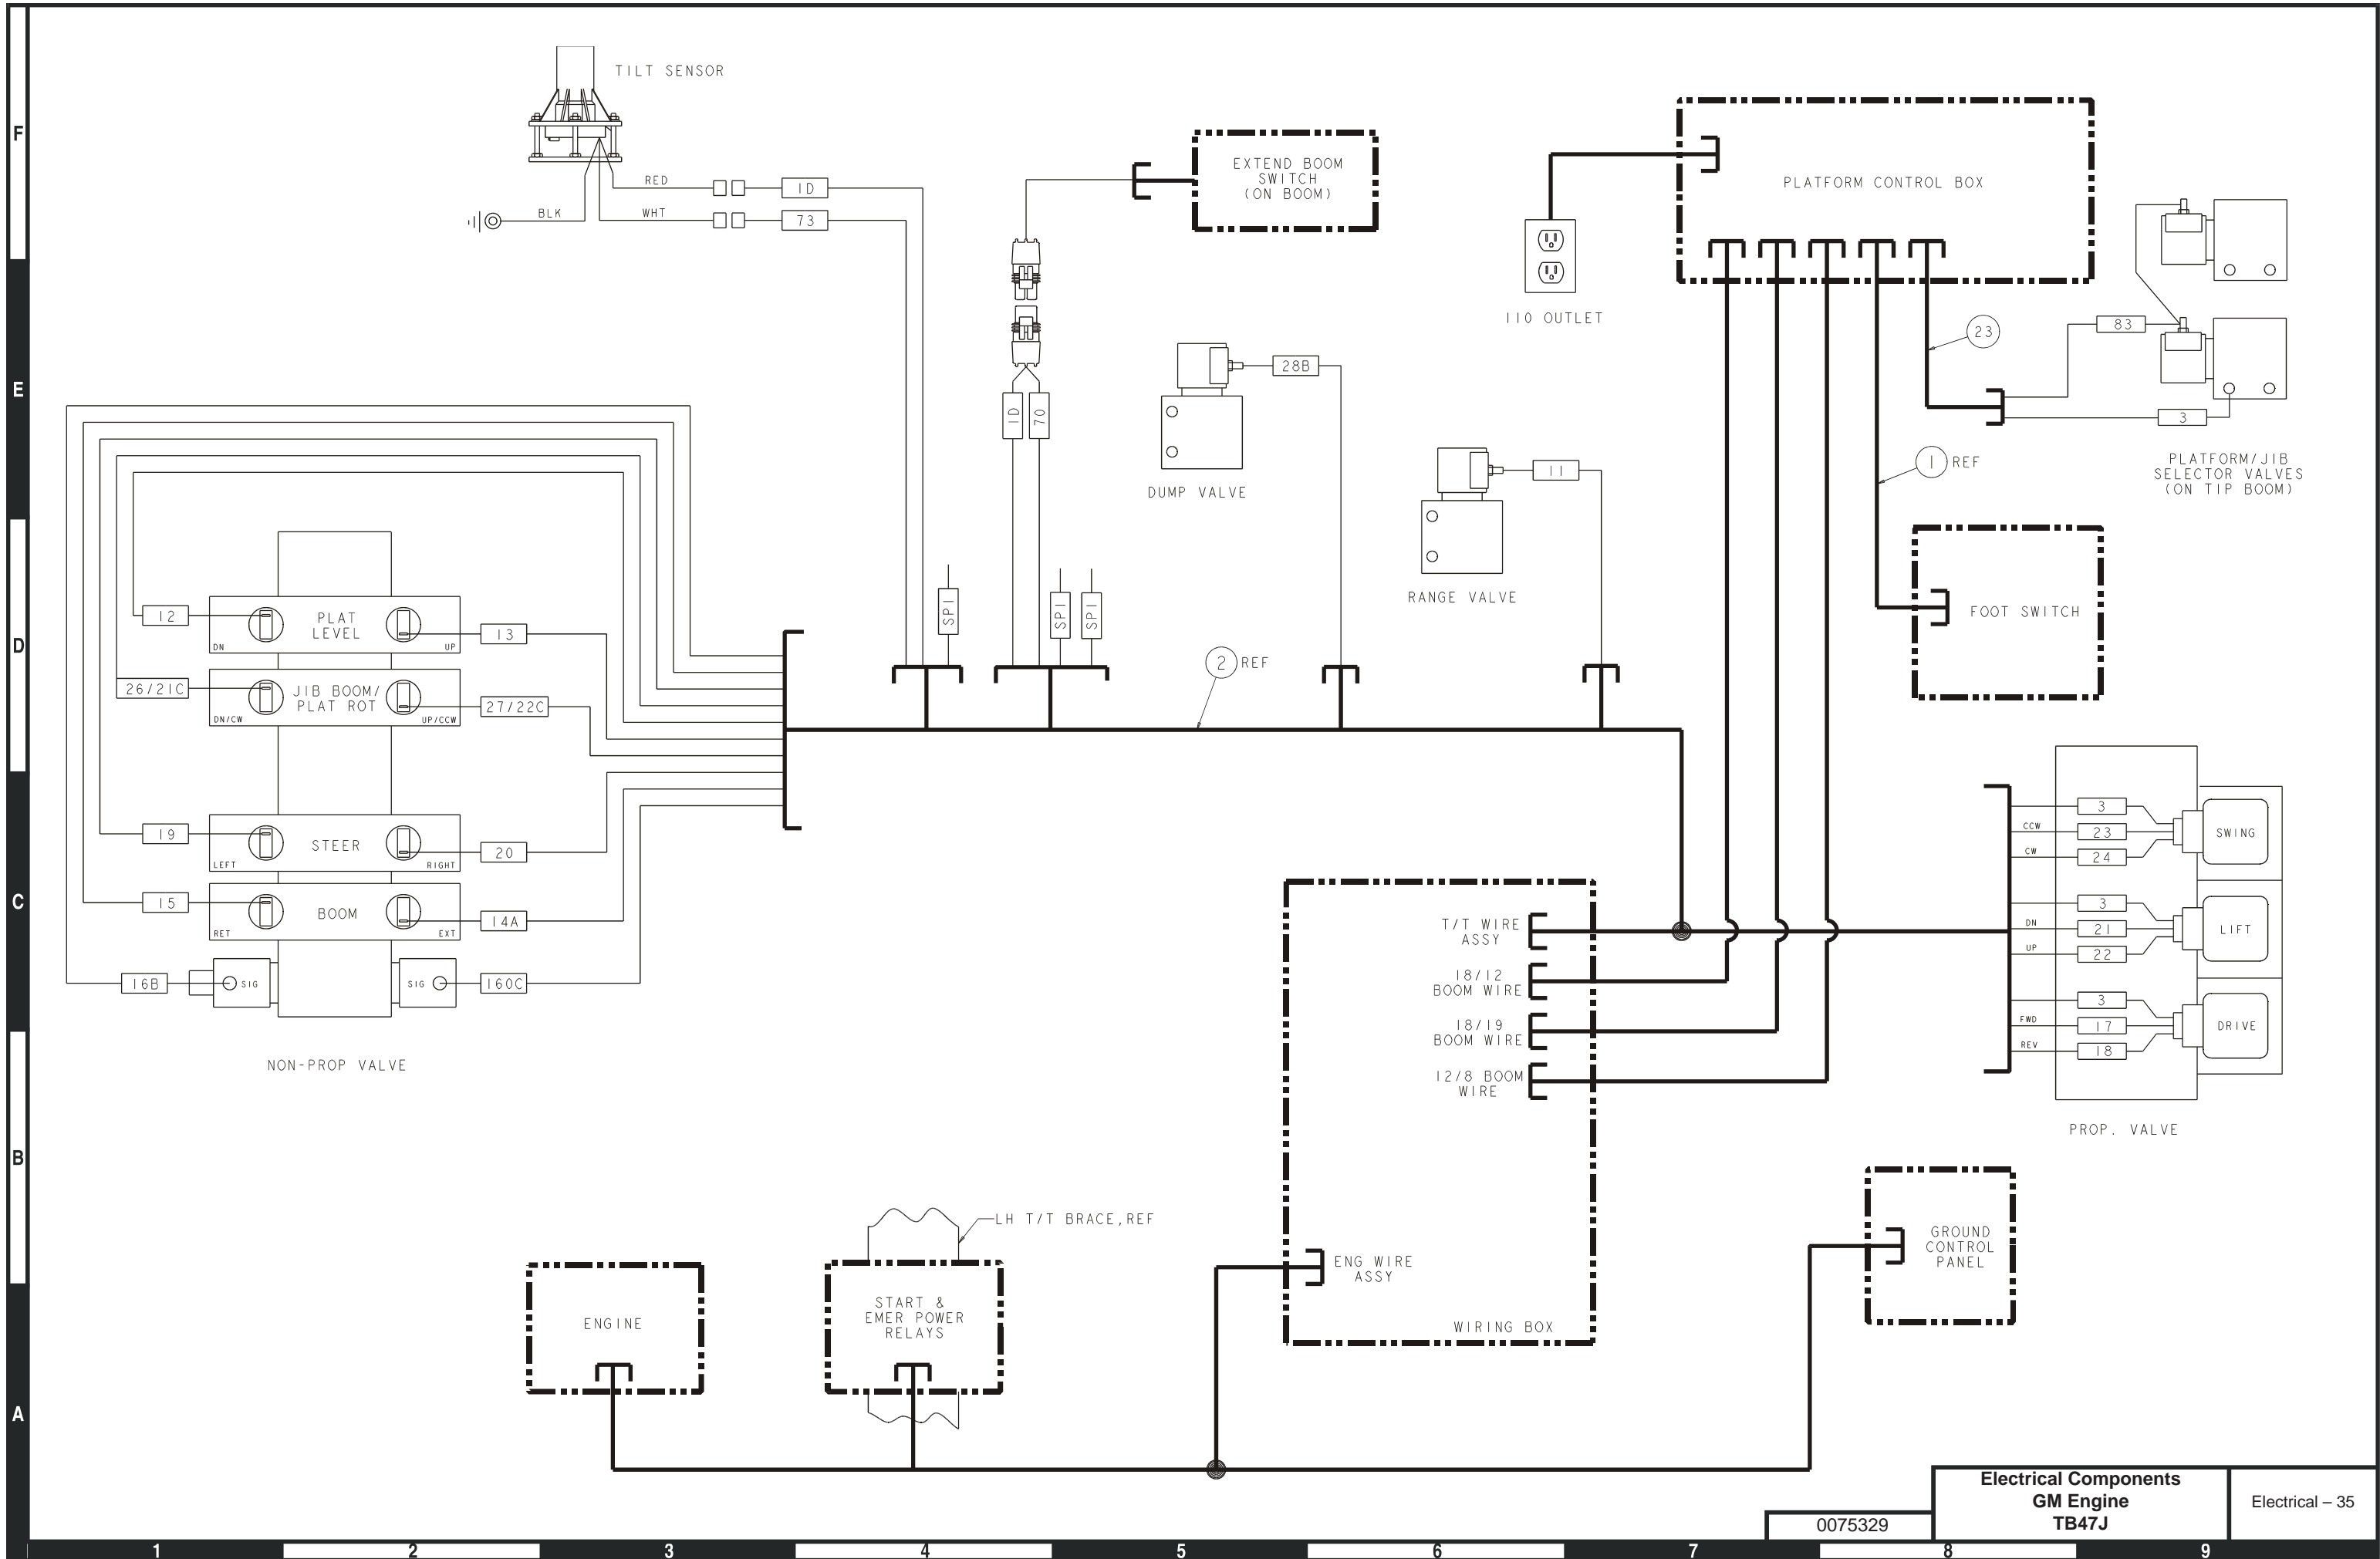 F
E
D
C
B
A
TILT SENSOR
RED
1D
BLK
WHT
73
EXTEND BOOM
SWITCH
(ON BOOM)
1D
70
PLATFORM CONTROL BOX
110 OUTLET
DUMP VALVE
28B
RANGE VALVE
11
23
83
3
1 REF
PLATFORM/JIB
SELECTOR VALVES
(ON TIP BOOM)
FOOT SWITCH
12
PLAT
LEVEL
DN
UP
13
26/21C
JIB BOOM/
PLAT ROT
DN/CW
UP/CCW
27/22C
19
STEER
LEFT
RIGHT
20
15
BOOM
RET
EXT
14A
16B
SIG
SIG
160C
NON-PROP VALVE
SP1
SP1
SP1
2 REF
3
CCW
23
CW
24
SWING
3
DN
21
UP
22
LIFT
3
FWD
17
REV
18
DRIVE
PROP. VALVE
T/T WIRE
ASSY
18/12
BOOM WIRE
18/19
BOOM WIRE
12/8 BOOM
WIRE
ENG WIRE
ASSY
WIRING BOX
LH T/T BRACE,REF
ENGINE
START &
EMER POWER
RELAYS
GROUND
CONTROL
PANEL
0075329
Electrical Components
GM Engine
TB47J
Electrical – 35
1
2
3
4
5
6
7
8
9